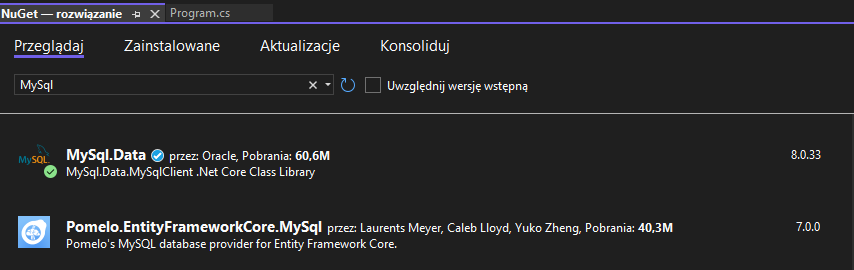 NuGet — rozwiązanie Program.cs
Przeglądaj Zainstalowane Aktualizacje Konsoliduj
MySql Uwzględnij wersję wstępną
MySQL MySql.Data przez: Oracle, Pobrania: 60,6M 8.0.33
MySql.Data.MySqlClient .Net Core Class Library
Pomelo.EntityFrameworkCore.MySql przez: Laurents Meyer, Caleb Lloyd, Yuko Zheng, Pobrania: 40,3M 7.0.0
Pomelo's MySQL database provider for Entity Framework Core.